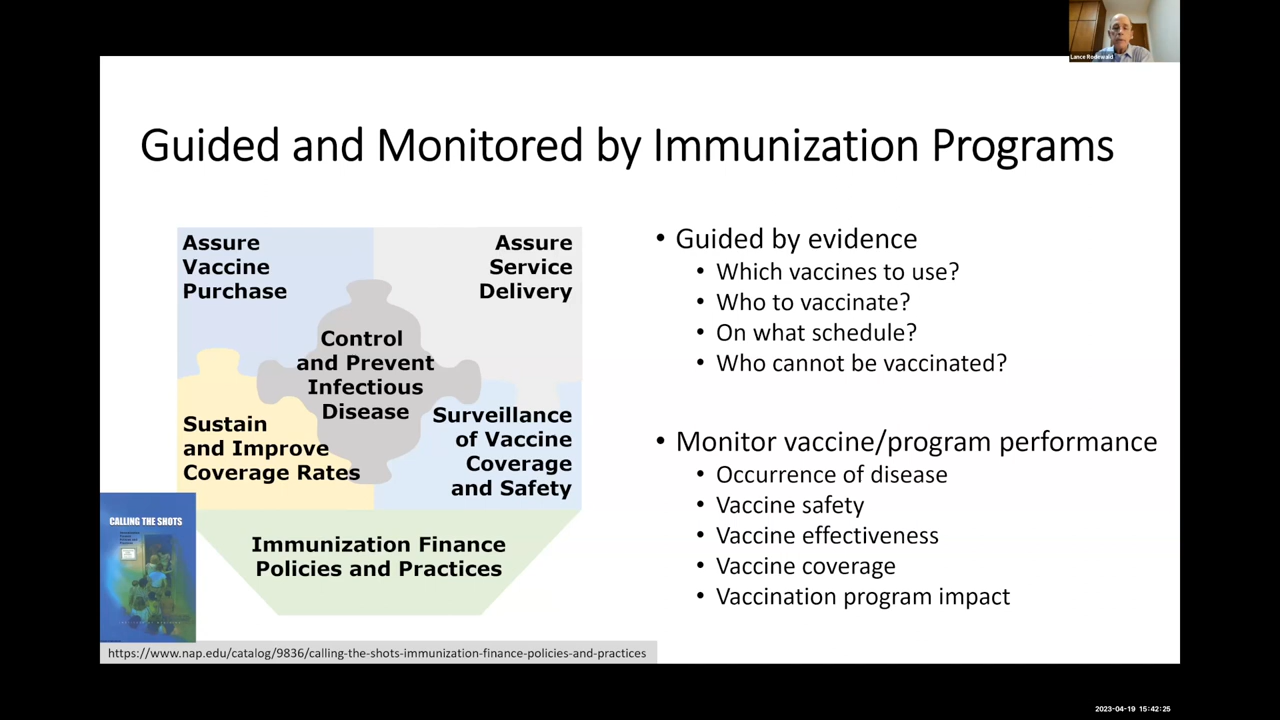 Lance Rodewald
Guided and Monitored by Immunization Programs
Assure
Vaccine
Purchase
Assure
Service
Delivery
Control
and Prevent
Infectious
Disease
Sustain
and Improve
Coverage Rates
Surveillance
of Vaccine
Coverage
and Safety
CALLING THE SHOTS
Immunization Finance
Policies and Practices
https://www.nap.edu/catalog/9836/calling-the-shots-immunization-finance-policies-and-practices
• Guided by evidence
• Which vaccines to use?
• Who to vaccinate?
• On what schedule?
• Who cannot be vaccinated?
• Monitor vaccine/program performance
• Occurrence of disease
• Vaccine safety
• Vaccine effectiveness
• Vaccine coverage
• Vaccination program impact
2023-04-19 15:42:25